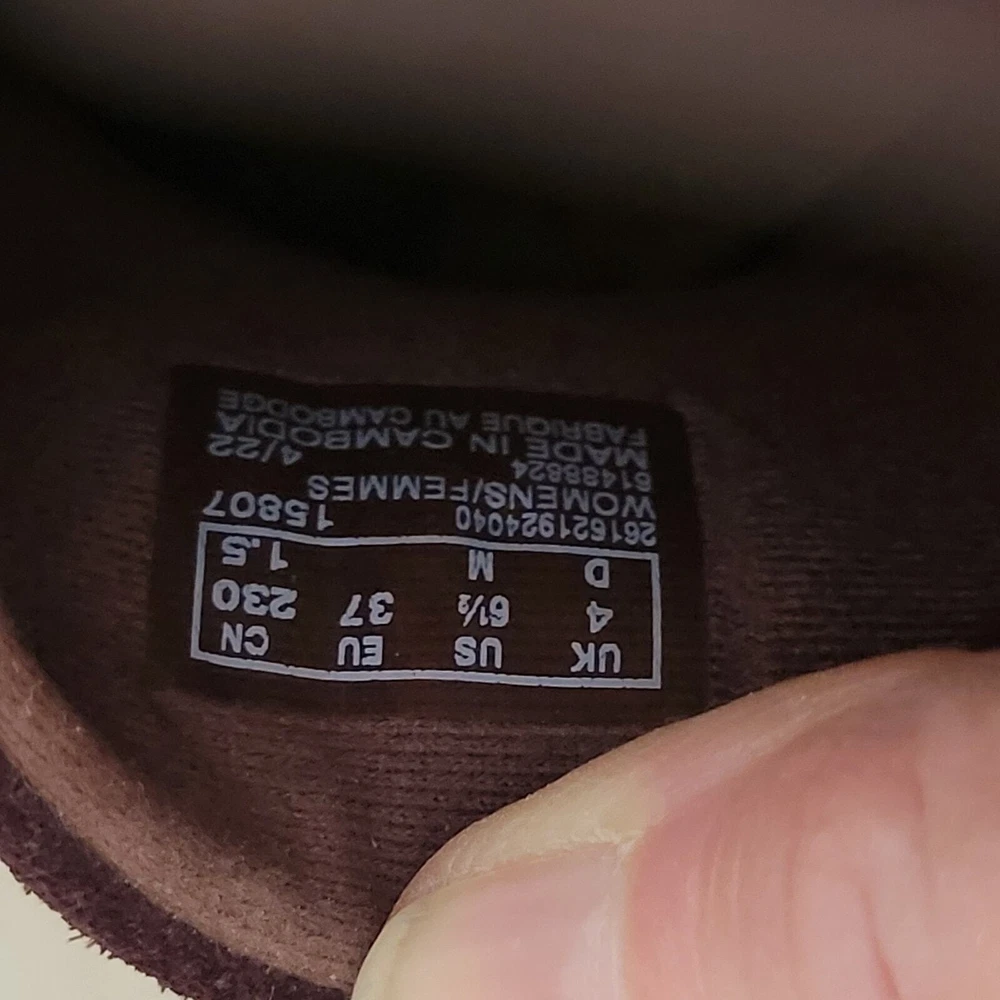 UK US EU CN
4 6½ 37 230
D M 1.5
261621924040 15807
WOMENS/FEMMES
61488824 4/22
MADE IN CAMBODIA
FABRIQUE AU CAMBODGE